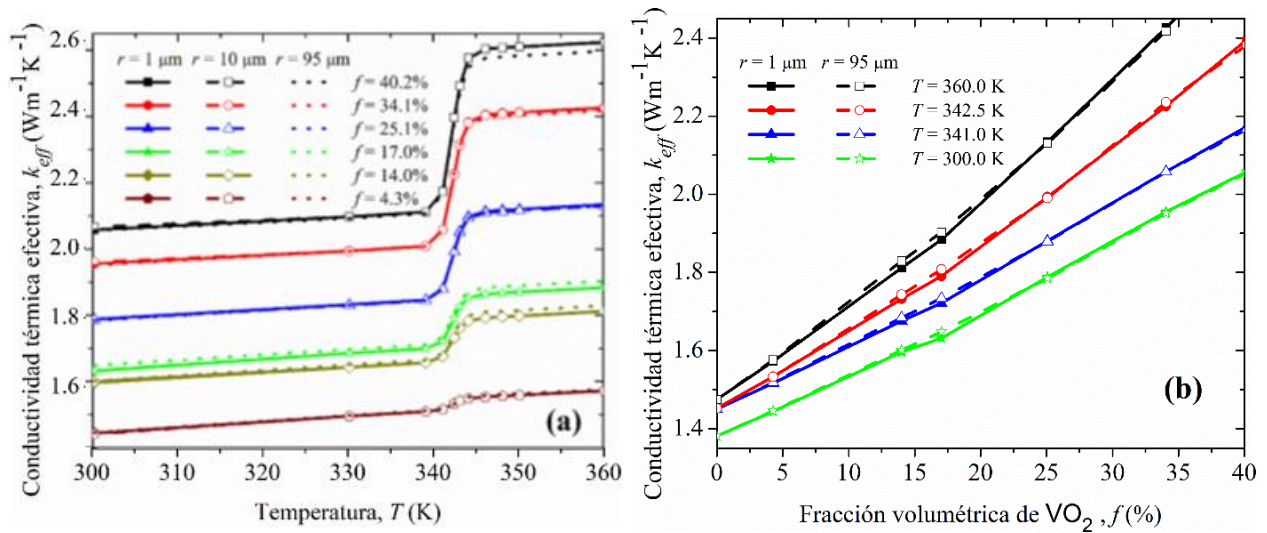 Conductividad térmica efectiva, k_eff (Wm⁻¹K⁻¹)
2.6
2.4
2.2
2.0
1.8
1.6
r = 1 μm r = 10 μm r = 95 μm
f = 40.2%
f = 34.1%
f = 25.1%
f = 17.0%
f = 14.0%
f = 4.3%
(a)
300 310 320 330 340 350 360
Temperatura, T (K)
Conductividad térmica efectiva, k_eff (Wm⁻¹K⁻¹)
2.4
2.2
2.0
1.8
1.6
1.4
r = 1 μm r = 95 μm
T = 360.0 K
T = 342.5 K
T = 341.0 K
T = 300.0 K
(b)
0 5 10 15 20 25 30 35 40
Fracción volumétrica de VO₂ , f (%)